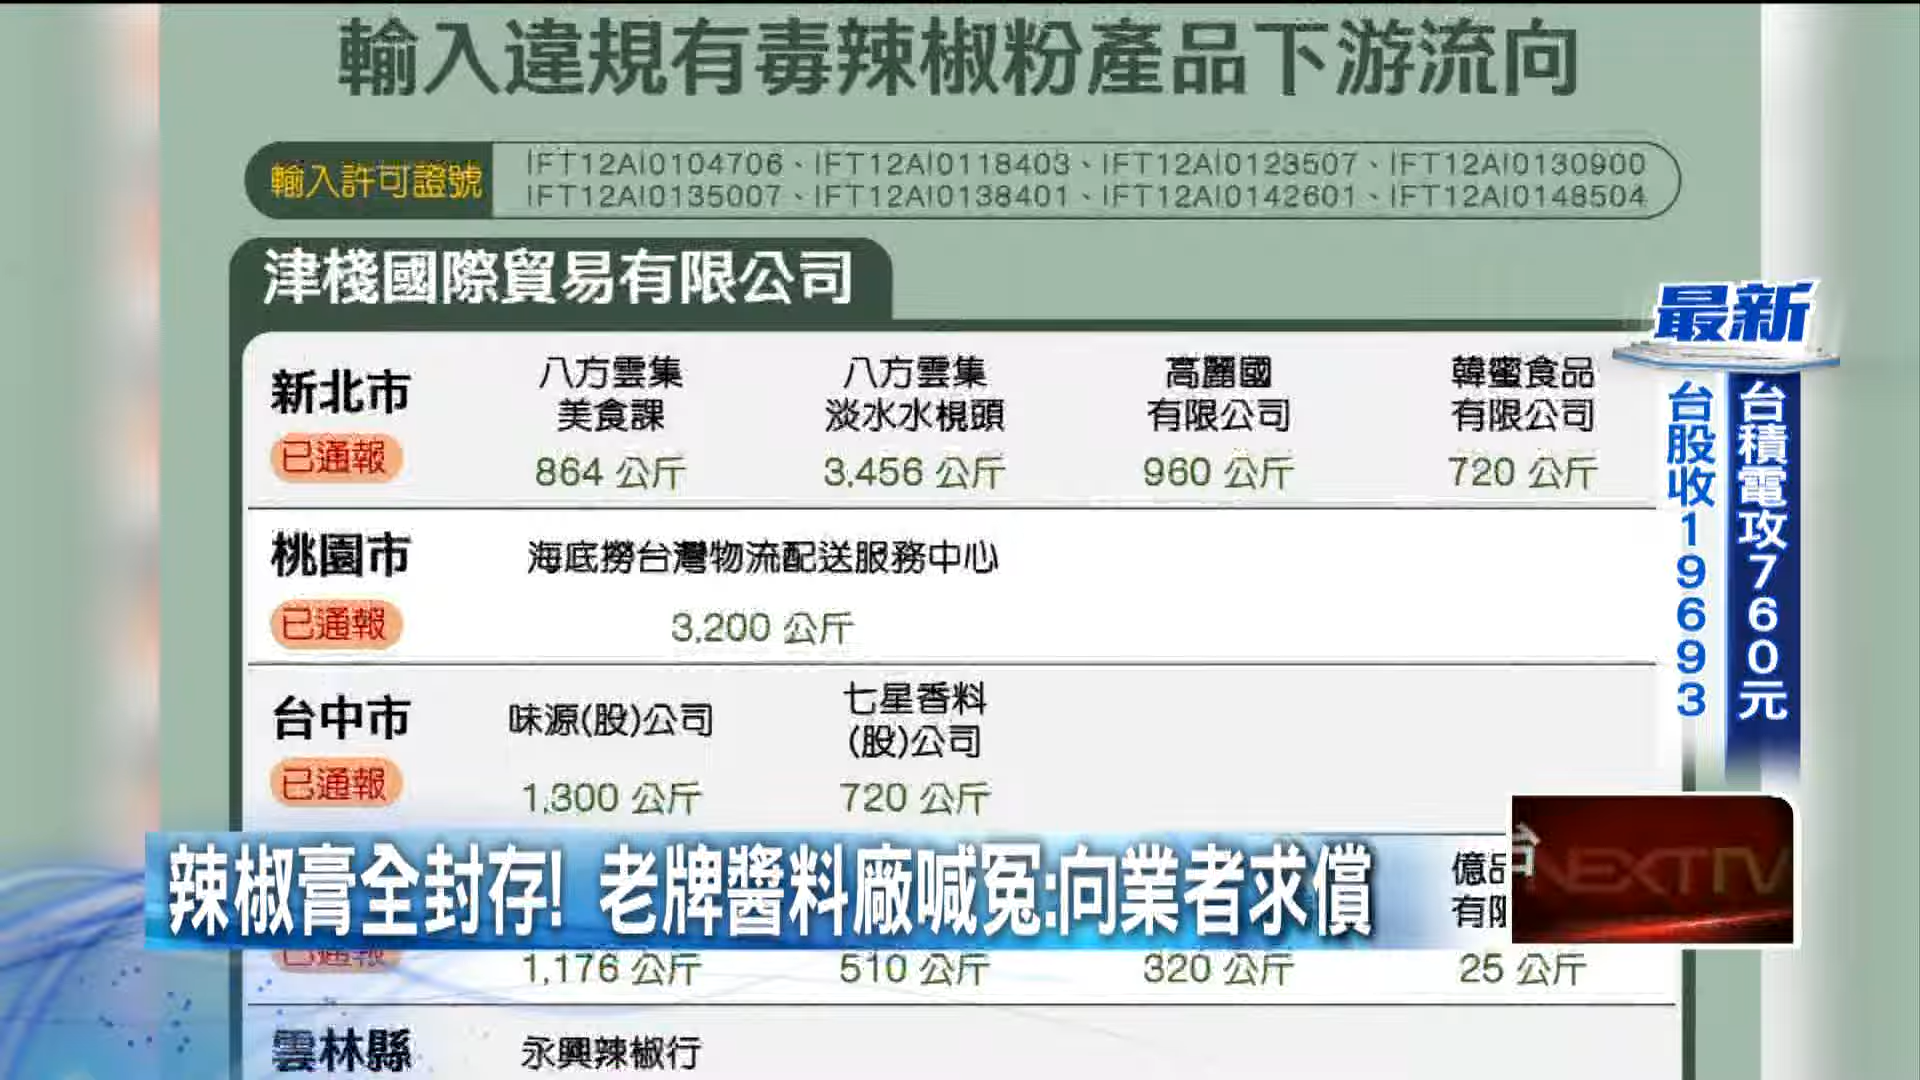 輸入違規有毒辣椒粉產品下游流向
輸入許可證號
IFT12AI0104706、IFT12AI0118403、IFT12AI0123507、IFT12AI0130900
IFT12AI0135007、IFT12AI0138401、IFT12AI0142601、IFT12AI0148504
津棧國際貿易有限公司
新北市
已通報
八方雲集
美食課
864 公斤
八方雲集
淡水水梘頭
3,456 公斤
高麗國
有限公司
960 公斤
韓蜜食品
有限公司
720 公斤
桃園市
已通報
海底撈台灣物流配送服務中心
3,200 公斤
台中市
已通報
味源(股)公司
1,300 公斤
七星香料
(股)公司
720 公斤
億品
有限
已通報
1,176 公斤
510 公斤
320 公斤
25 公斤
雲林縣
永興辣椒行
最新
台積電攻760元
台股收19693
辣椒膏全封存! 老牌醬料廠喊冤:向業者求償
NEXTTV